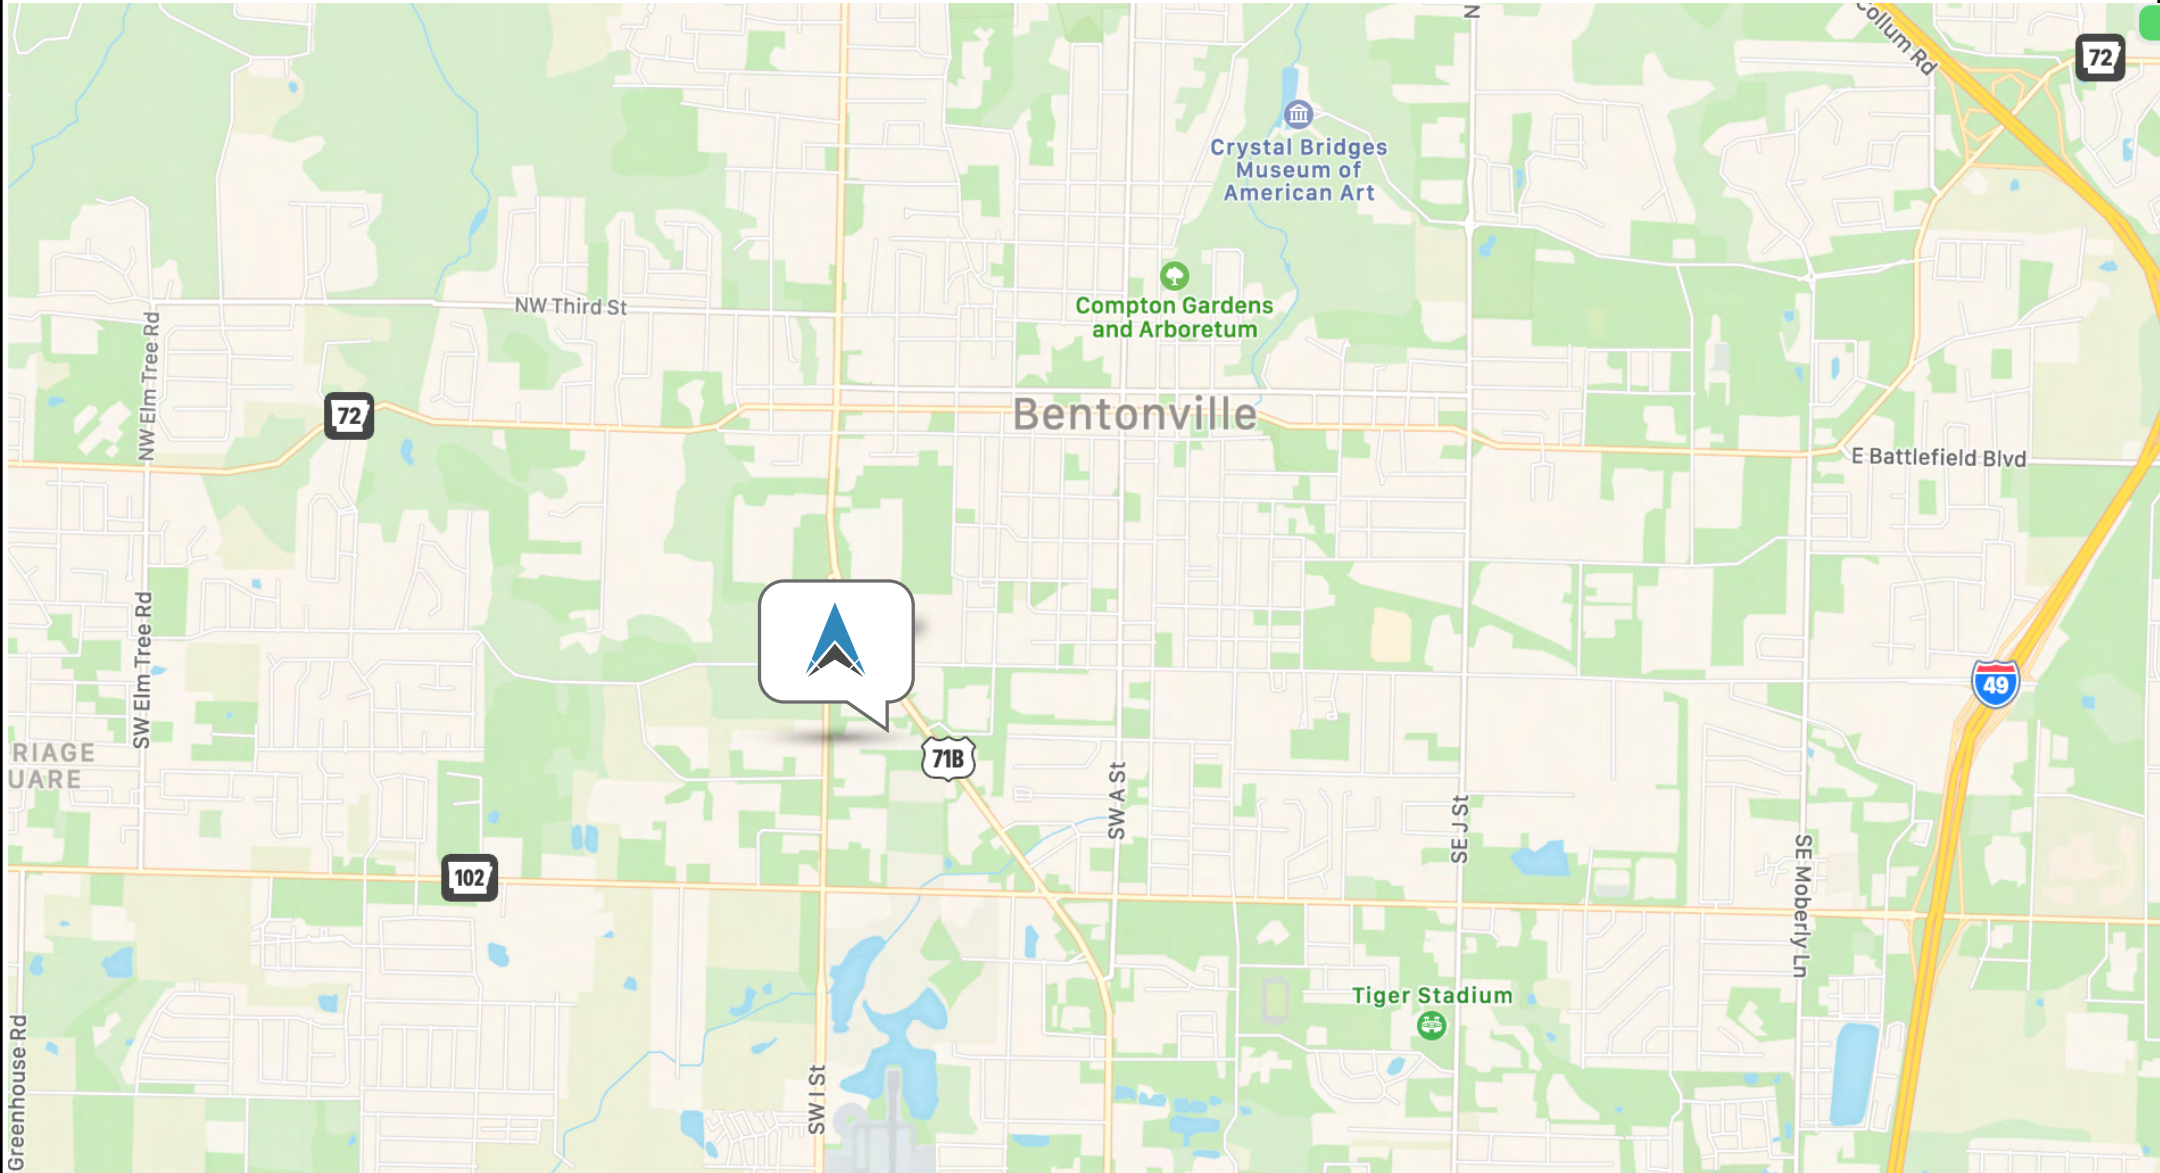 N
Collum Rd
72
Crystal Bridges
Museum of
American Art
Compton Gardens
and Arboretum
NW Third St
NW Elm Tree Rd
72
Bentonville
E Battlefield Blvd
SW Elm Tree Rd
49
RIAGE
UARE
71B
SW A St
SE J St
SE Moberly Ln
102
Tiger Stadium
Greenhouse Rd
SW I St